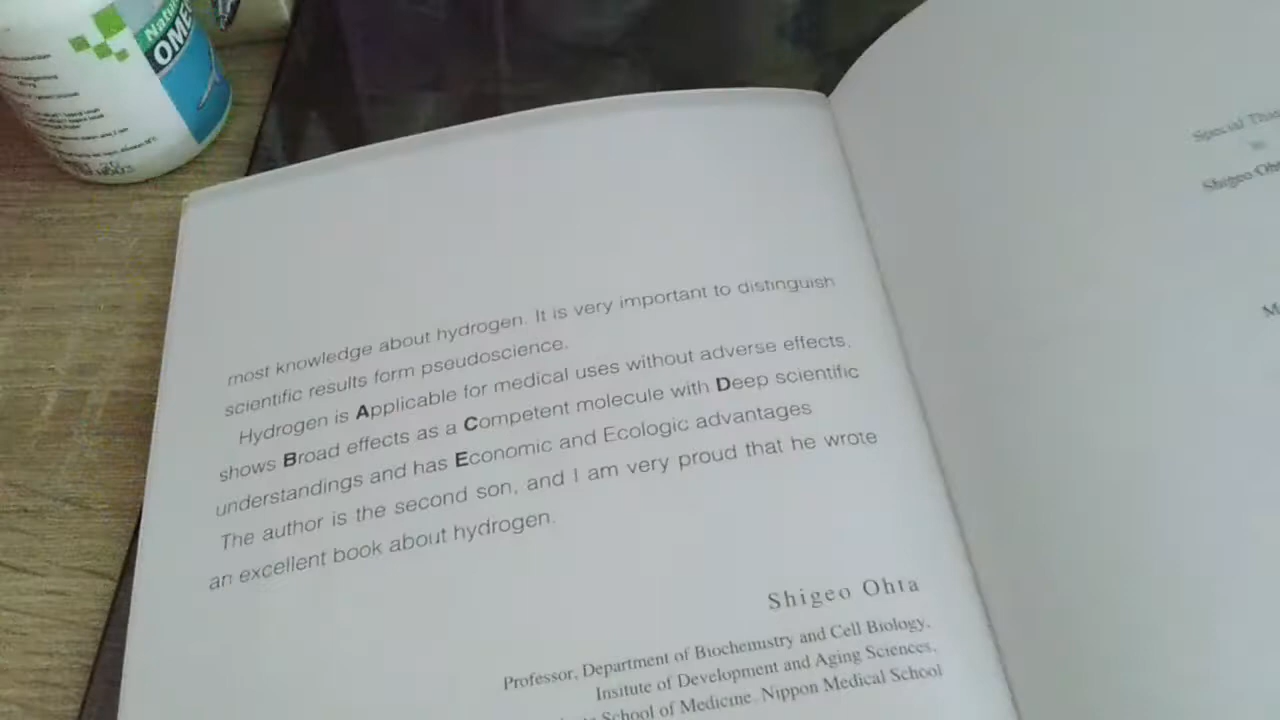 Natur
OME
most knowledge about hydrogen. It is very important to distinguish
scientific results form pseudoscience.
Hydrogen is Applicable for medical uses without adverse effects,
shows Broad effects as a Competent molecule with Deep scientific
understandings and has Economic and Ecologic advantages
The author is the second son, and I am very proud that he wrote
an excellent book about hydrogen.
Shigeo Ohta
Professor, Department of Biochemistry and Cell Biology,
Insitute of Development and Aging Sciences,
School of Medicine, Nippon Medical School
Special
Shigeo